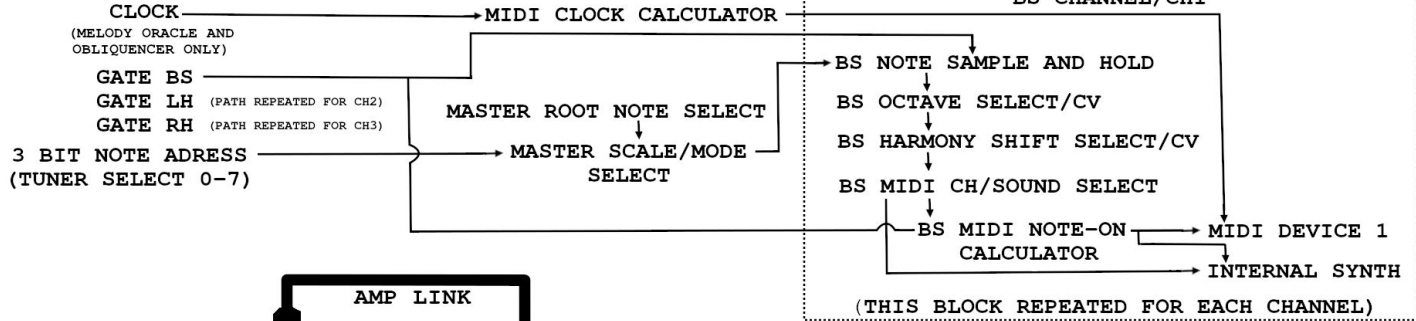 BS CHANNEL/CH1
CLOCK
MIDI CLOCK CALCULATOR
(MELODY ORACLE AND
OBLIQUENCER ONLY)
GATE BS
BS NOTE SAMPLE AND HOLD
GATE LH (PATH REPEATED FOR CH2)
MASTER ROOT NOTE SELECT
BS OCTAVE SELECT/CV
GATE RH (PATH REPEATED FOR CH3)
BS HARMONY SHIFT SELECT/CV
3 BIT NOTE ADRESS
(TUNER SELECT 0-7)
MASTER SCALE/MODE
SELECT
BS MIDI CH/SOUND SELECT
BS MIDI NOTE-ON
CALCULATOR
MIDI DEVICE 1
INTERNAL SYNTH
AMP LINK
(THIS BLOCK REPEATED FOR EACH CHANNEL)